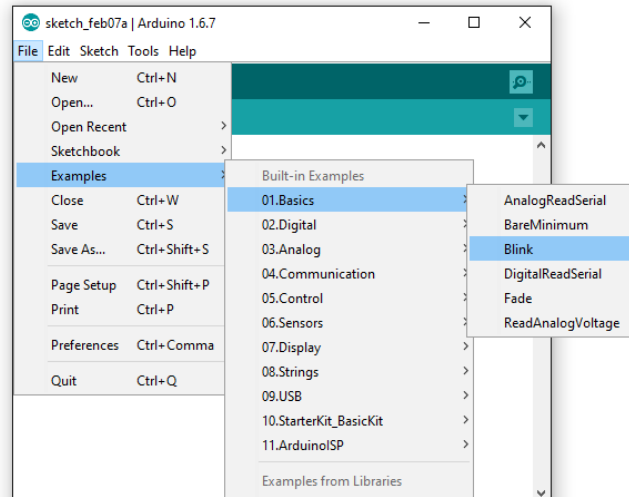 sketch_feb07a | Arduino 1.6.7
File Edit Sketch Tools Help
New Ctrl+N
Open... Ctrl+O
Open Recent
Sketchbook
Examples
Close Ctrl+W
Save Ctrl+S
Save As... Ctrl+Shift+S
Page Setup Ctrl+Shift+P
Print Ctrl+P
Preferences Ctrl+Comma
Quit Ctrl+Q
Built-in Examples
01.Basics
02.Digital
03.Analog
04.Communication
05.Control
06.Sensors
07.Display
08.Strings
09.USB
10.StarterKit_BasicKit
11.ArduinoISP
Examples from Libraries
AnalogReadSerial
BareMinimum
Blink
DigitalReadSerial
Fade
ReadAnalogVoltage